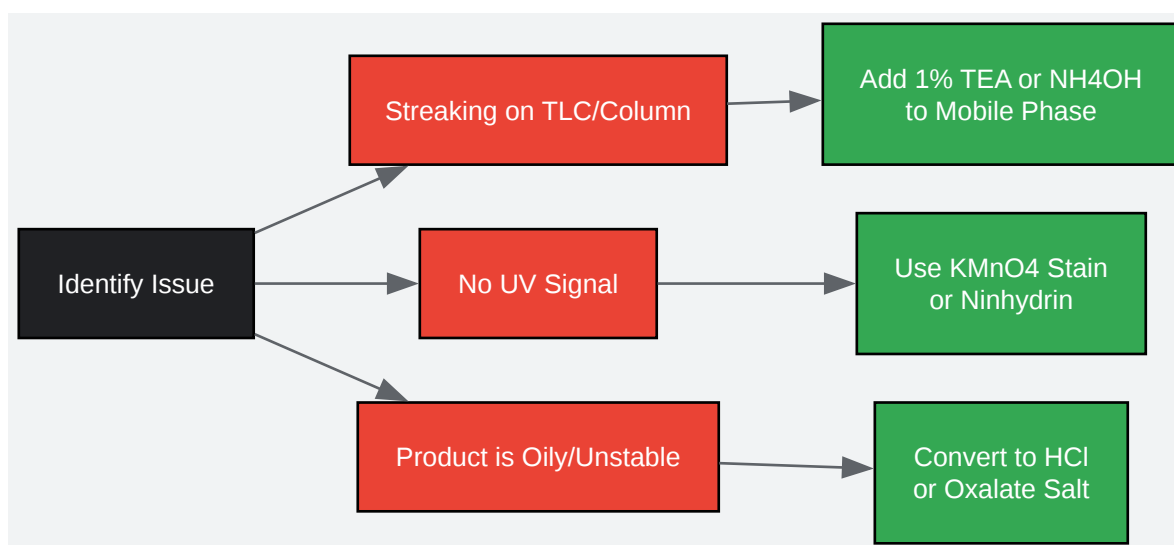 Identify Issue
Streaking on TLC/Column
Add 1% TEA or NH4OH
to Mobile Phase
No UV Signal
Use KMnO4 Stain
or Ninhydrin
Product is Oily/Unstable
Convert to HCl
or Oxalate Salt